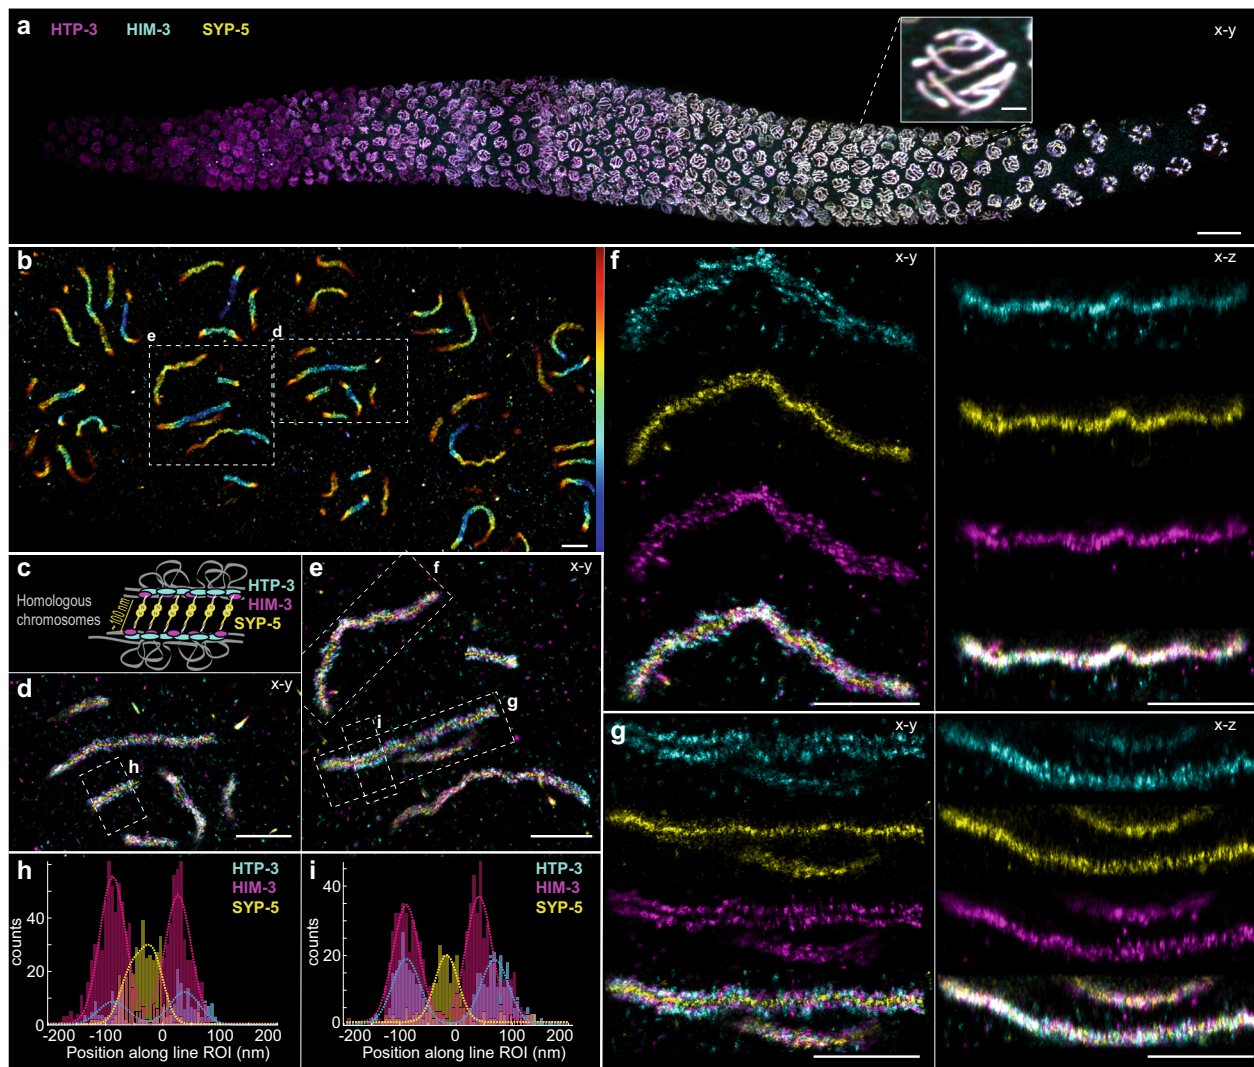 a
HTP-3 HIM-3 SYP-5
x-y
b
e
d
c
Homologous
chromosomes
~100 nm
HTP-3
HIM-3
SYP-5
d
x-y
h
e
x-y
f
g
i
f
x-y
x-z
g
x-y
x-z
h
HTP-3
HIM-3
SYP-5
counts
40
20
0
-200 -100 0 100 200
Position along line ROI (nm)
i
HTP-3
HIM-3
SYP-5
counts
40
20
0
-200 -100 0 100 200
Position along line ROI (nm)